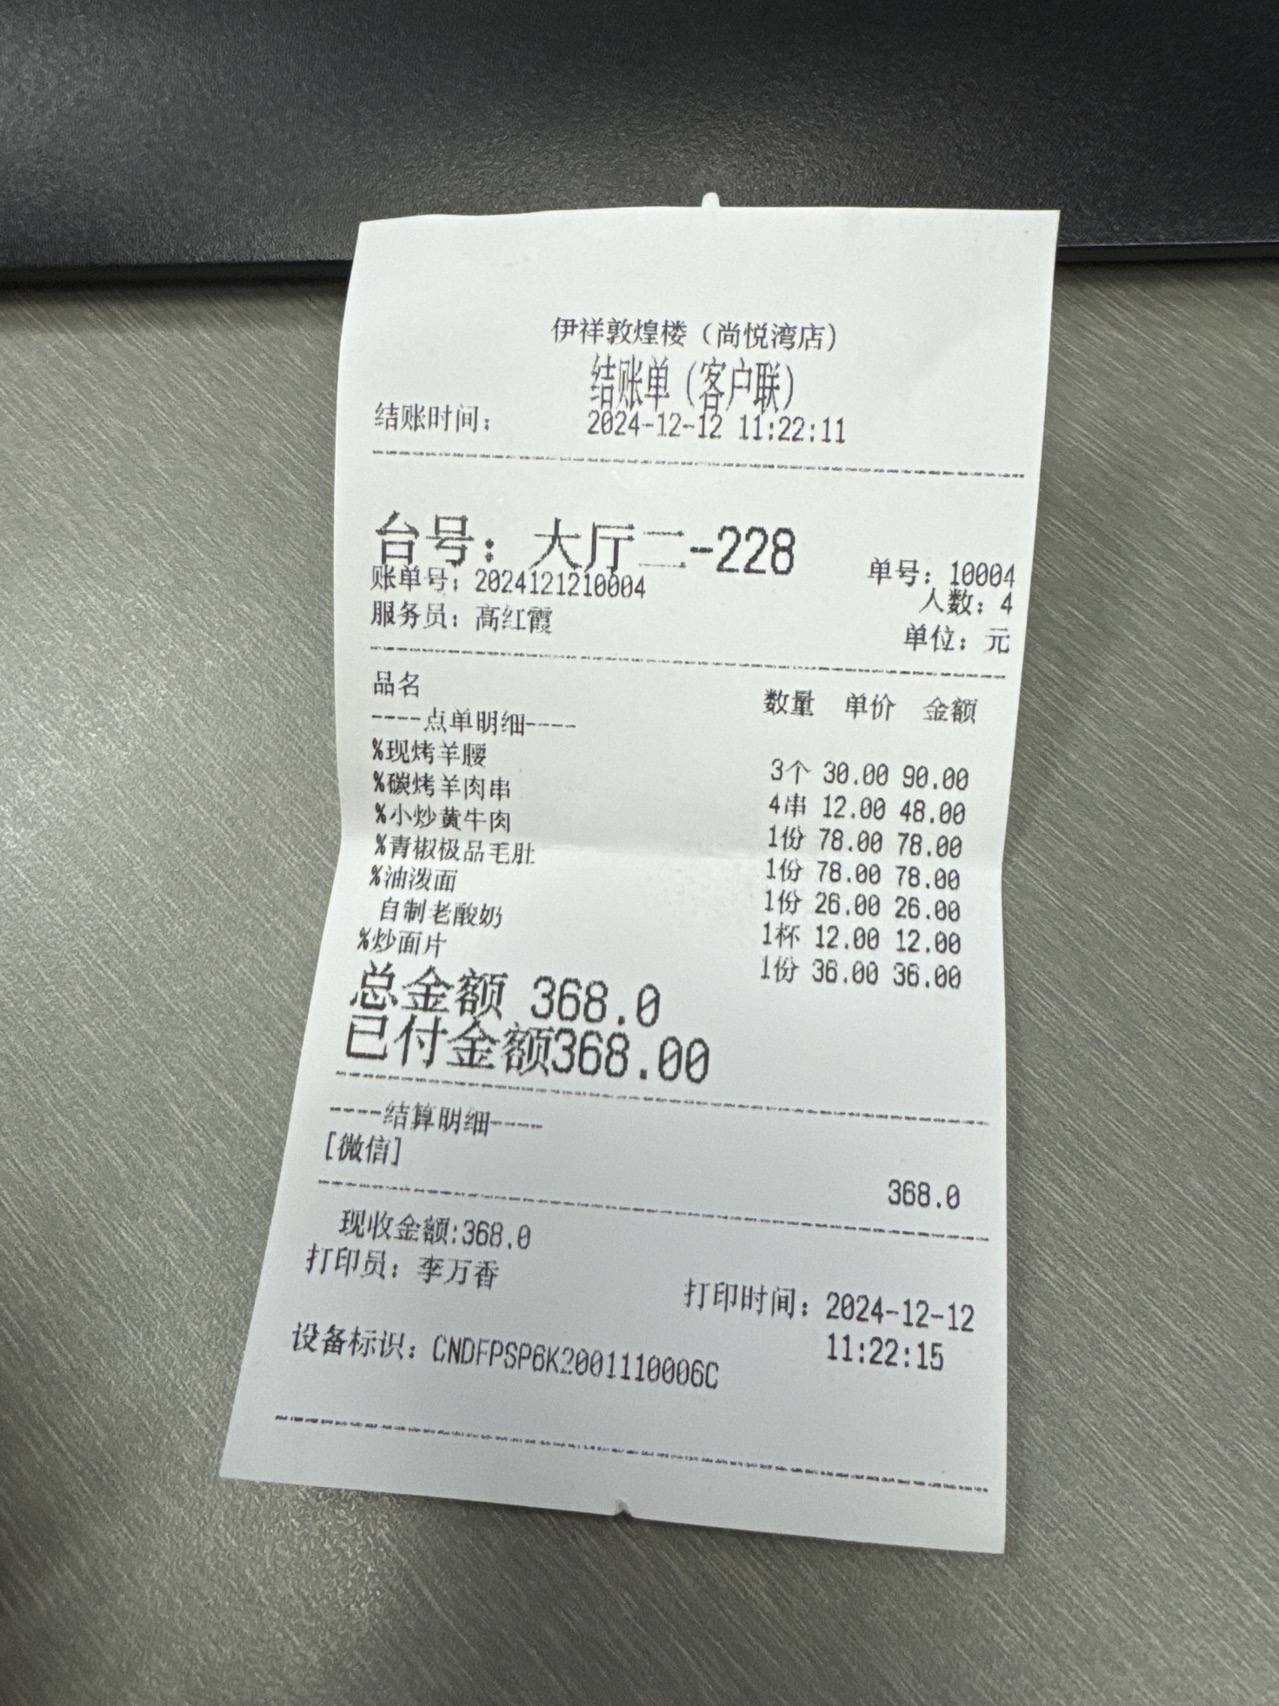 伊祥敦煌楼（尚悦湾店）
结账单（客户联）
结账时间： 2024-12-12 11:22:11
台号：大厅二-228
单号：10004
账单号：2024121210004
人数：4
服务员：高红霞
单位：元
品名 数量 单价 金额
----点单明细----
%现烤羊腰 3个 30.00 90.00
%碳烤羊肉串 4串 12.00 48.00
%小炒黄牛肉 1份 78.00 78.00
%青椒极品毛肚 1份 78.00 78.00
%油泼面 1份 26.00 26.00
自制老酸奶 1杯 12.00 12.00
%炒面片 1份 36.00 36.00
总金额 368.0
已付金额368.00
----结算明细----
[微信] 368.0
现收金额:368.0
打印员：李万香
打印时间：2024-12-12
11:22:15
设备标识：CNDFPSP6K2001110006C